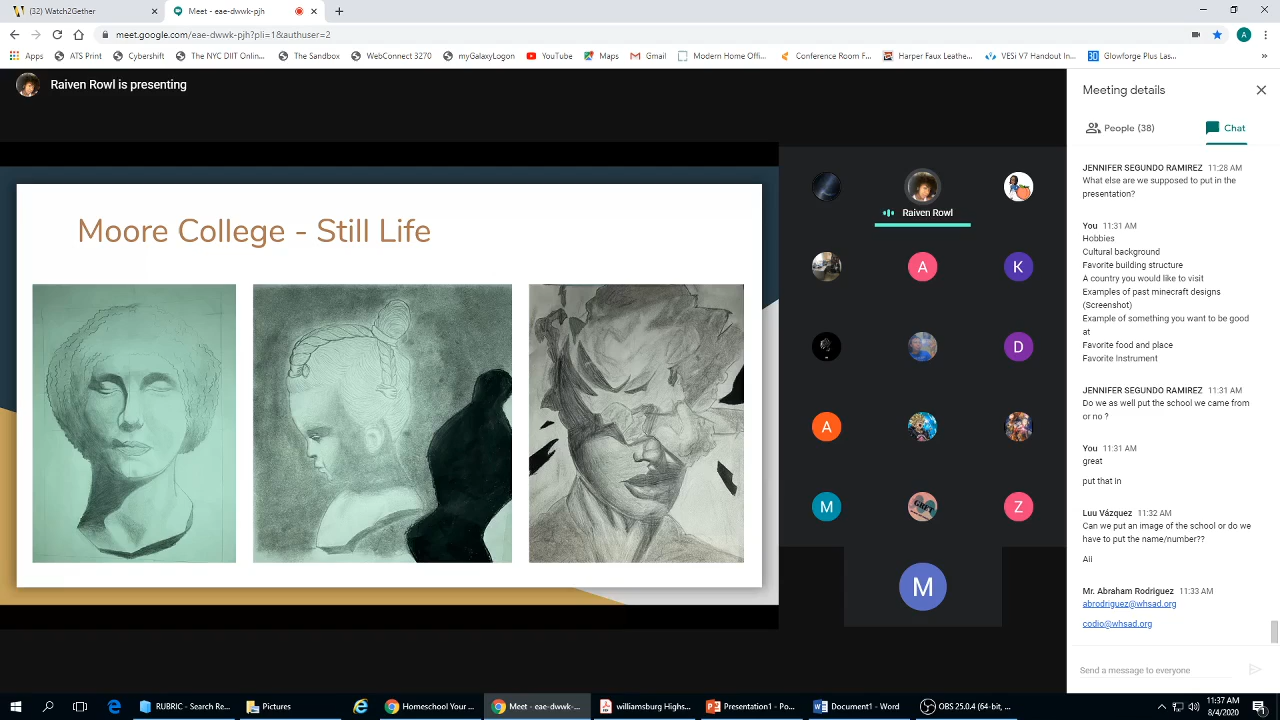 (32) Watch2Gether
Meet - eae-dwwk-pjh
meet.google.com/eae-dwwk-pjh?pli=1&authuser=2
A
Apps
ATS Print
Cybershift
The NYC DIIT Onlin...
The Sandbox
WebConnect 3270
myGalaxyLogon
YouTube
Maps
Gmail
Modern Home Offi...
Conference Room F...
Harper Faux Leathe...
VESi V7 Handout In...
Glowforge Plus Las...
»
Raiven Rowl is presenting
Moore College - Still Life
Raiven Rowl
A
K
D
A
M
GIFT
Z
M
Meeting details
People (38)
Chat
JENNIFER SEGUNDO RAMIREZ 11:28 AM
What else are we supposed to put in the
presentation?
You 11:31 AM
Hobbies
Cultural background
Favorite building structure
A country you would like to visit
Examples of past minecraft designs
(Screenshot)
Example of something you want to be good
at
Favorite food and place
Favorite Instrument
JENNIFER SEGUNDO RAMIREZ 11:31 AM
Do we as well put the school we came from
or no ?
You 11:31 AM
great
put that in
Luu Vázquez 11:32 AM
Can we put an image of the school or do we
have to put the name/number??
Aii
Mr. Abraham Rodriguez 11:33 AM
abrodriguez@whsad.org
codio@whsad.org
Send a message to everyone
RUBRIC - Search Re...
Pictures
Homeschool Your ...
Meet - eae-dwwk-...
williamsburg Highs...
Presentation1 - Po...
Document1 - Word
OBS 25.0.4 (64-bit, ...
11:37 AM
8/4/2020